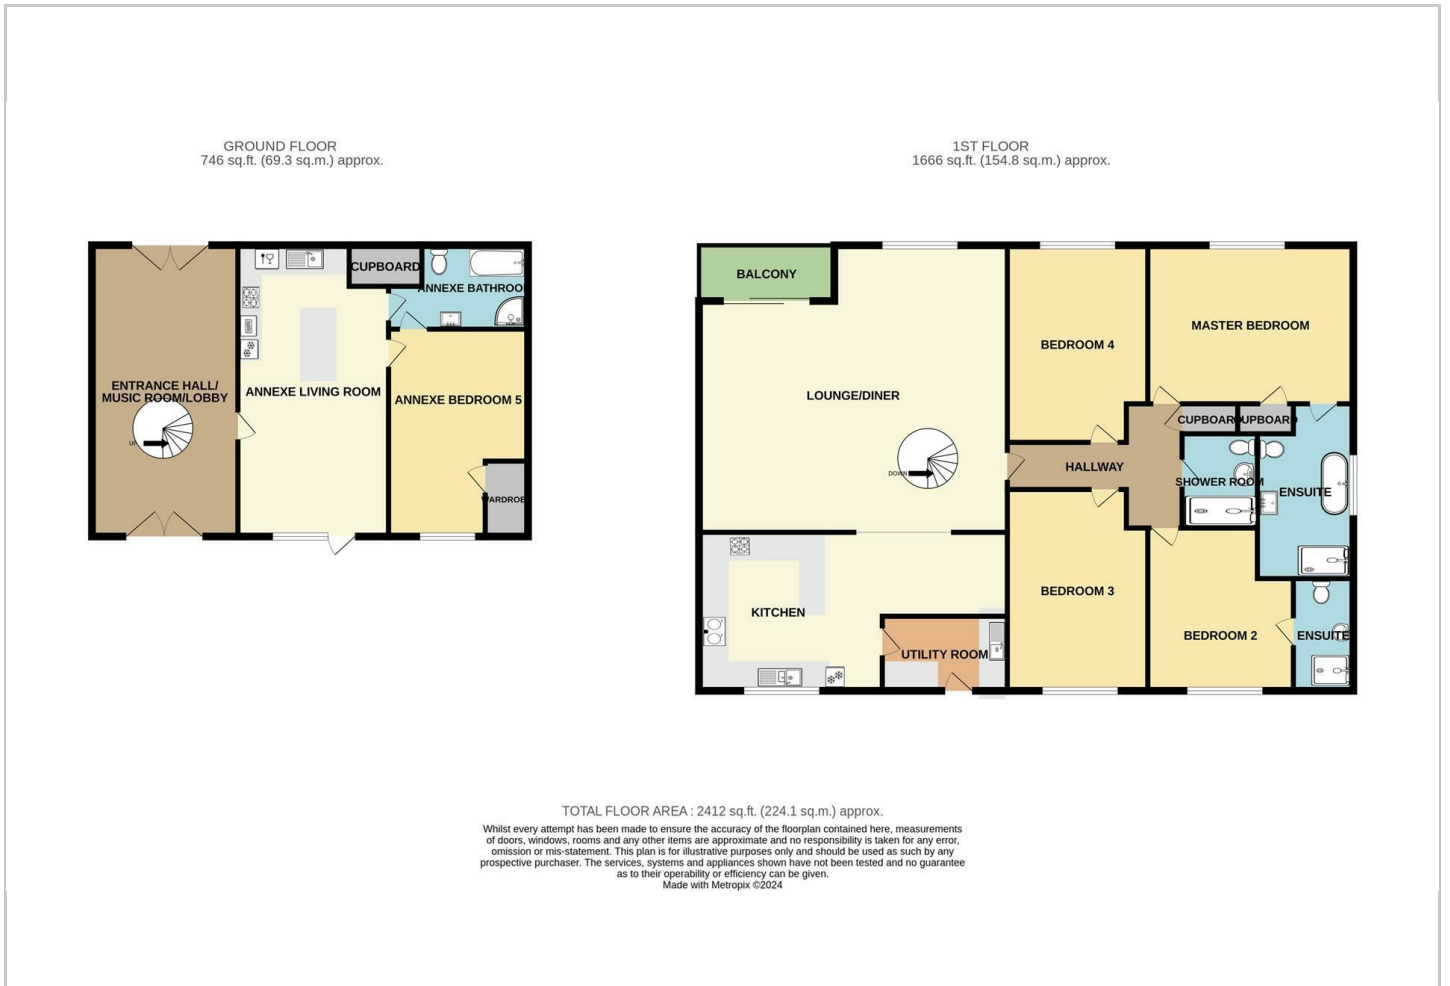 GROUND FLOOR
746 sq.ft. (69.3 sq.m.) approx.
1ST FLOOR
1666 sq.ft. (154.8 sq.m.) approx.
CUPBOARD
ANNEXE BATHROOM
ENTRANCE HALL/
MUSIC ROOM/LOBBY
UP
ANNEXE LIVING ROOM
ANNEXE BEDROOM 5
WARDROBE
BALCONY
LOUNGE/DINER
DOWN
BEDROOM 4
MASTER BEDROOM
CUPBOARD
CUPBOARD
HALLWAY
SHOWER ROOM
ENSUITE
KITCHEN
UTILITY ROOM
BEDROOM 3
BEDROOM 2
ENSUITE
TOTAL FLOOR AREA : 2412 sq.ft. (224.1 sq.m.) approx.
Whilst every attempt has been made to ensure the accuracy of the floorplan contained here, measurements
of doors, windows, rooms and any other items are approximate and no responsibility is taken for any error,
omission or mis-statement. This plan is for illustrative purposes only and should be used as such by any
prospective purchaser. The services, systems and appliances shown have not been tested and no guarantee
as to their operability or efficiency can be given.
Made with Metropix ©2024